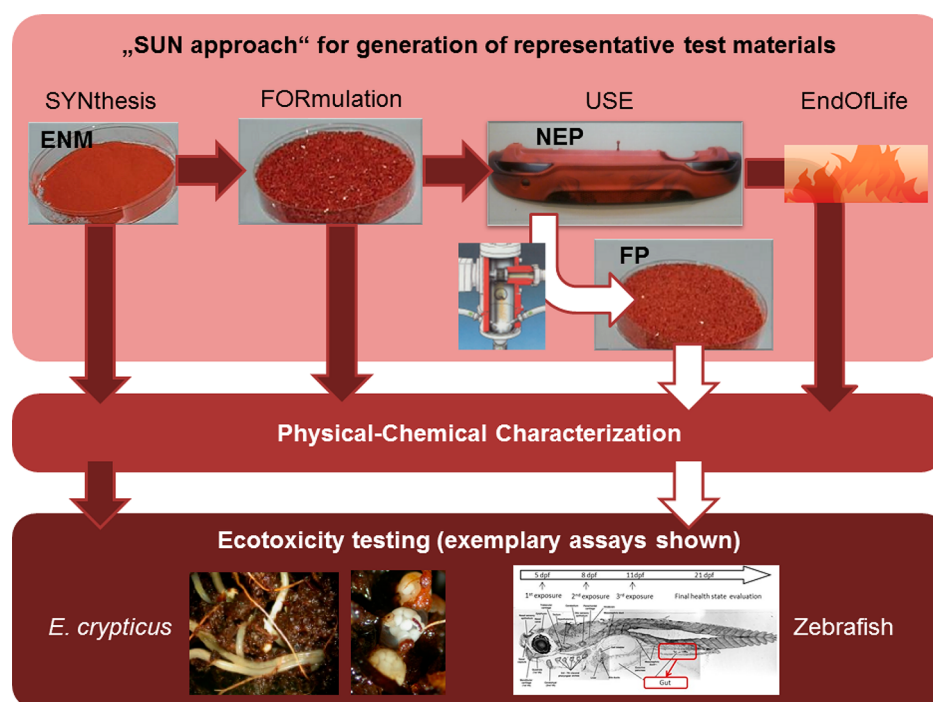 „SUN approach“ for generation of representative test materials
SYNthesis
FORmulation
USE
EndOfLife
ENM
NEP
FP
Physical-Chemical Characterization
Ecotoxicity testing (exemplary assays shown)
5 dpf 8 dpf 11dpf 21 dpf
1st exposure 2nd exposure 3rd exposure Final health state evaluation
E. crypticus
Zebrafish
Gut